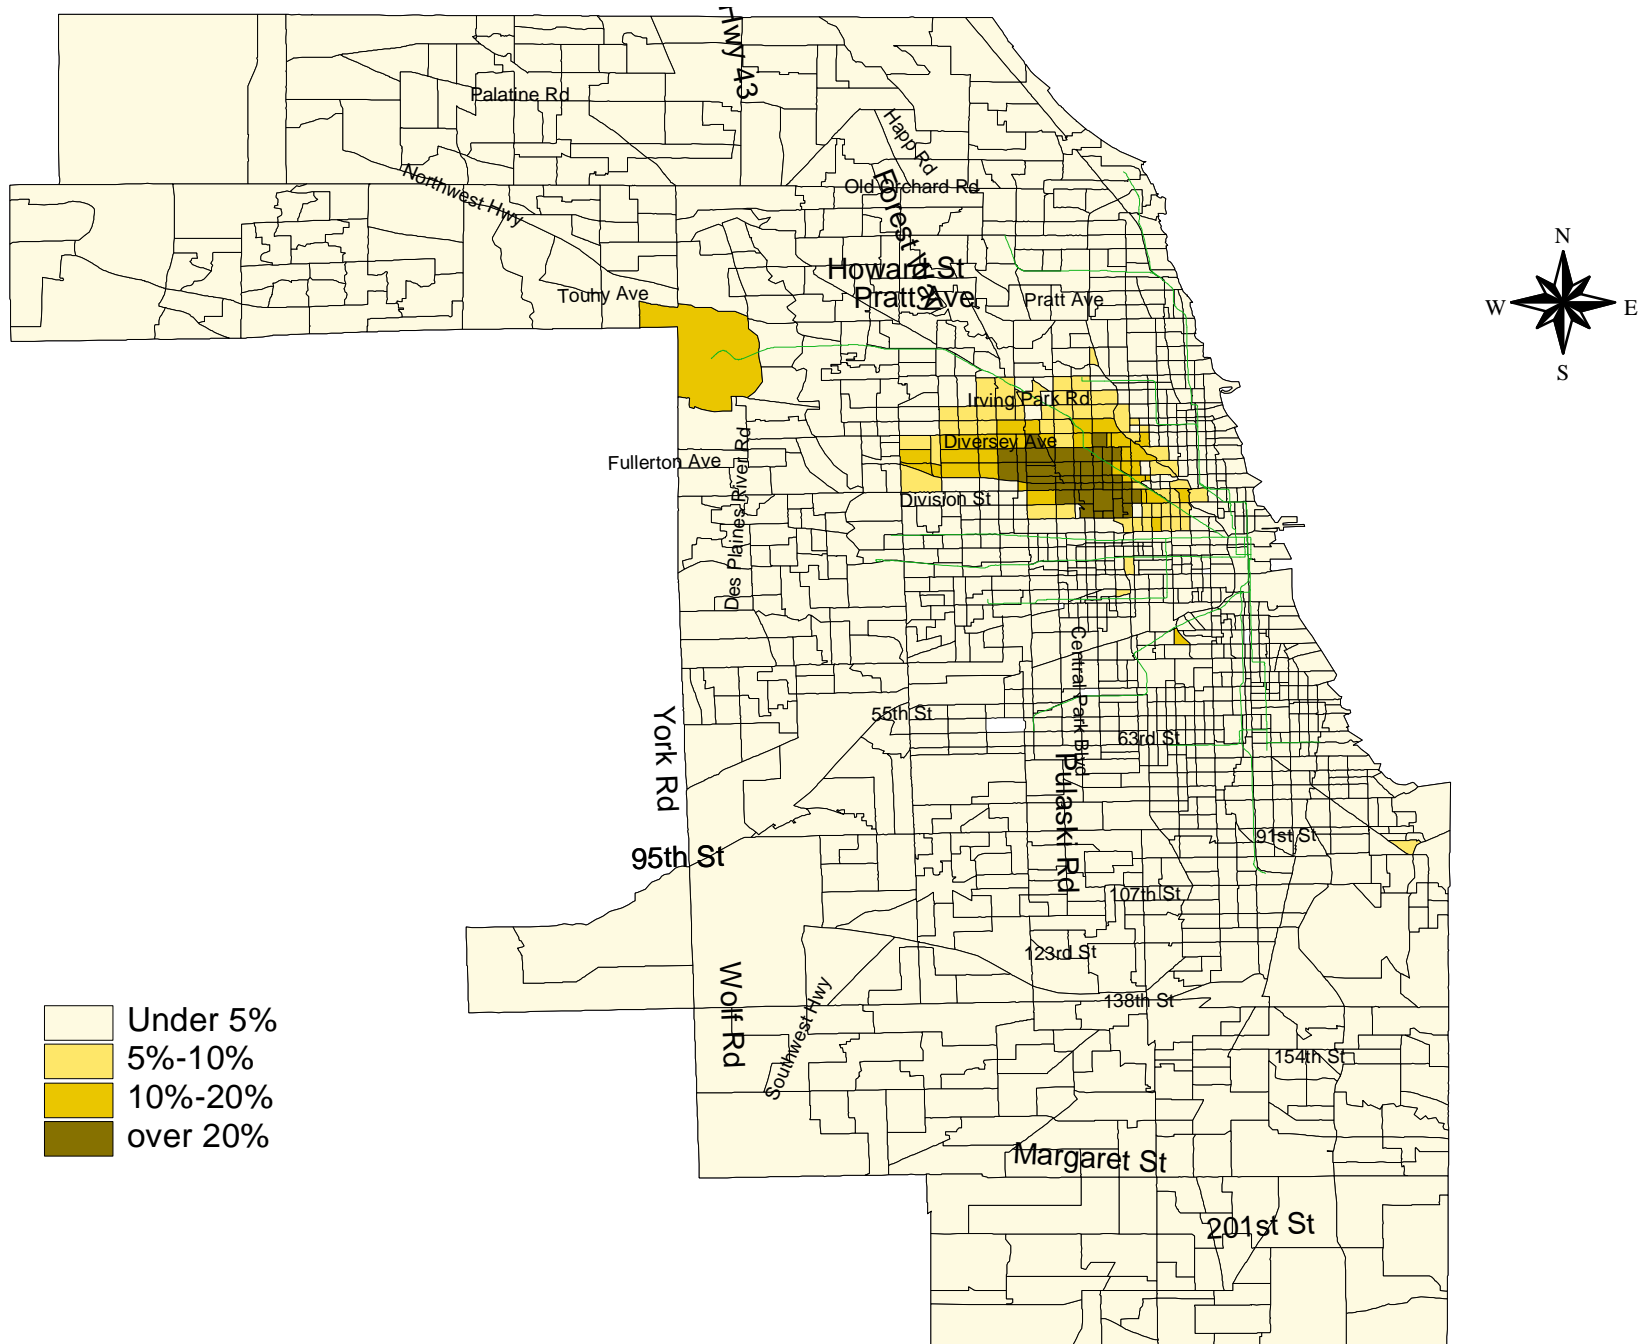 Hwy 43
Palatine Rd
Happ Rd
Northwest Hwy
Old Orchard Rd
Howard St
Pratt Ave
Pratt Ave
Touhy Ave
Irving Park Rd
Diversey Ave
Fullerton Ave
Des Plaines River Rd
Division St
Central Park Blvd
55th St
York Rd
63rd St
Pulaski Rd
91st St
95th St
107th St
123rd St
138th St
Wolf Rd
Southwest Hwy
154th St
Margaret St
201st St
N
W
E
S
Under 5%
5%-10%
10%-20%
over 20%